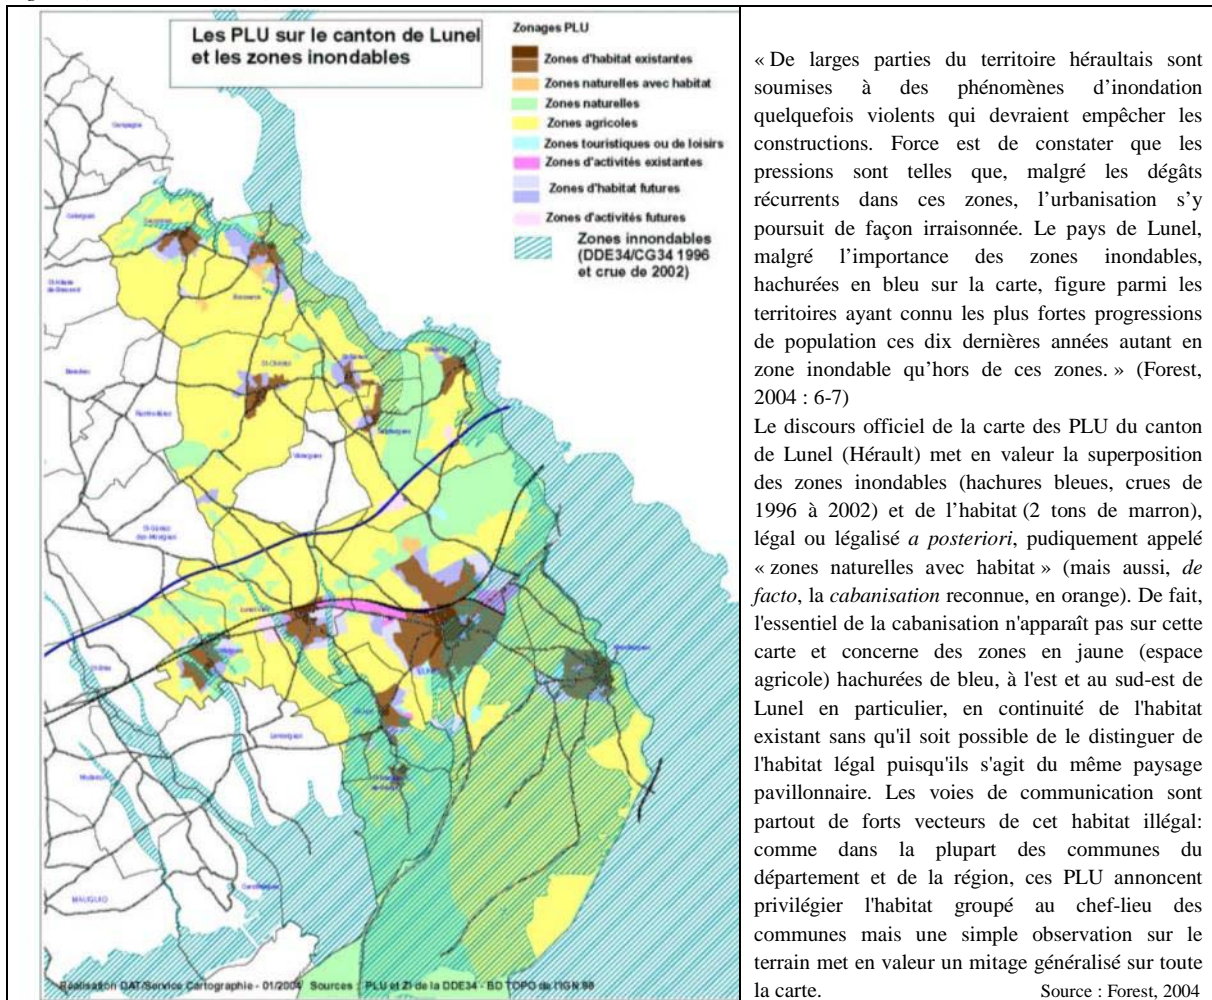 Les PLU sur le canton de Lunel
et les zones inondables
Zonages PLU
Zones d'habitat existantes
Zones naturelles avec habitat
Zones naturelles
Zones agricoles
Zones touristiques ou de loisirs
Zones d'activités existantes
Zones d'habitat futures
Zones d'activités futures
Zones innondables
(DDE34/CG34 1996
et crue de 2002)
Campagne
MAUGUIO
Réalisation DAT/Service Cartographie - 01/2004 Sources : PLU et ZI de la DDE34 - BD TOPO de l'IGN 99
« De larges parties du territoire héraultais sont
soumises à des phénomènes d’inondation
quelquefois violents qui devraient empêcher les
constructions. Force est de constater que les
pressions sont telles que, malgré les dégâts
récurrents dans ces zones, l’urbanisation s’y
poursuit de façon irraisonnée. Le pays de Lunel,
malgré l’importance des zones inondables,
hachurées en bleu sur la carte, figure parmi les
territoires ayant connu les plus fortes progressions
de population ces dix dernières années autant en
zone inondable qu’hors de ces zones. » (Forest,
2004 : 6-7)
Le discours officiel de la carte des PLU du canton
de Lunel (Hérault) met en valeur la superposition
des zones inondables (hachures bleues, crues de
1996 à 2002) et de l’habitat (2 tons de marron),
légal ou légalisé a posteriori, pudiquement appelé
« zones naturelles avec habitat » (mais aussi, de
facto, la cabanisation reconnue, en orange). De fait,
l'essentiel de la cabanisation n'apparaît pas sur cette
carte et concerne des zones en jaune (espace
agricole) hachurées de bleu, à l'est et au sud-est de
Lunel en particulier, en continuité de l'habitat
existant sans qu'il soit possible de le distinguer de
l'habitat légal puisqu'ils s'agit du même paysage
pavillonnaire. Les voies de communication sont
partout de forts vecteurs de cet habitat illégal:
comme dans la plupart des communes du
département et de la région, ces PLU annoncent
privilégier l'habitat groupé au chef-lieu des
communes mais une simple observation sur le
terrain met en valeur un mitage généralisé sur toute
la carte. Source : Forest, 2004